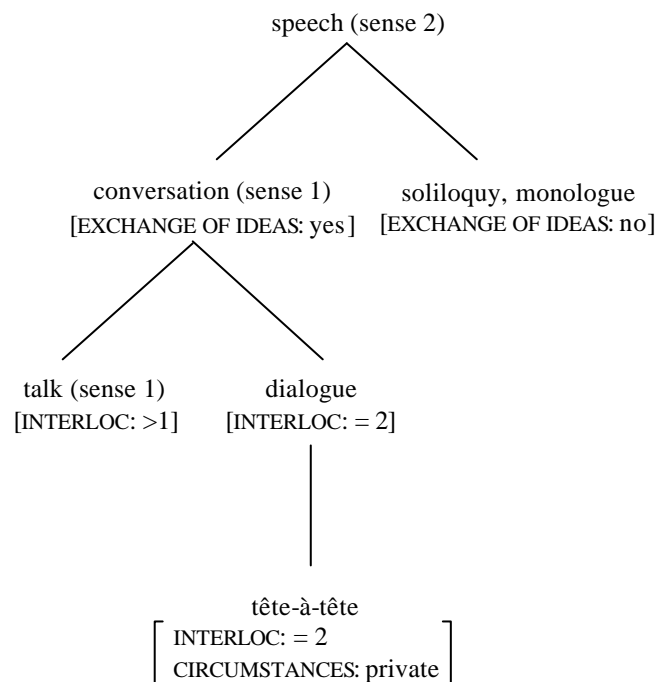 speech (sense 2)
conversation (sense 1)
[EXCHANGE OF IDEAS: yes]
soliloquy, monologue
[EXCHANGE OF IDEAS: no]
talk (sense 1)
[INTERLOC: >1]
dialogue
[INTERLOC: = 2]
tête-à-tête
INTERLOC: = 2
CIRCUMSTANCES: private